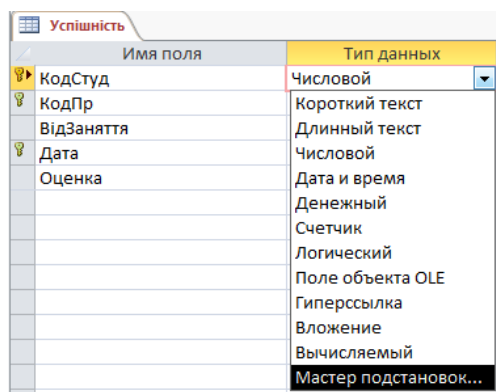 Успішність
Имя поля Тип данных
КодСтуд Числовой
КодПр Короткий текст
ВідЗаняття Длинный текст
Дата Числовой
Оценка Дата и время
Денежный
Счетчик
Логический
Поле объекта OLE
Гиперссылка
Вложение
Вычисляемый
Мастер подстановок...